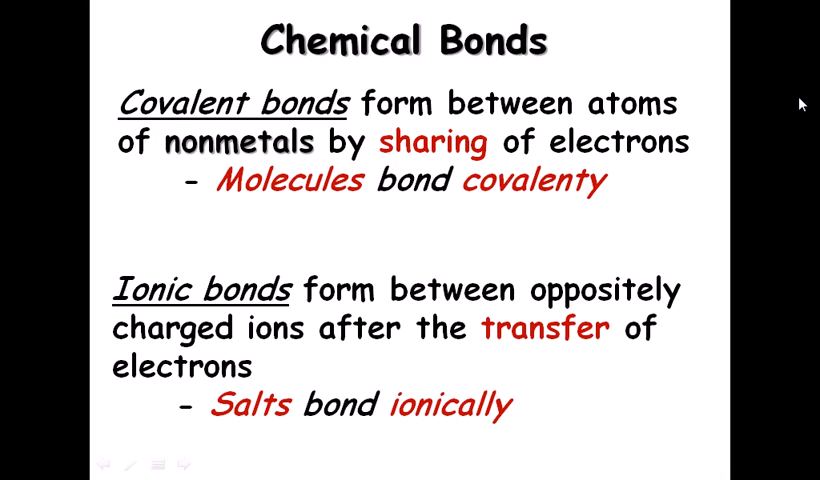 Chemical Bonds
Covalent bonds form between atoms
of nonmetals by sharing of electrons
- Molecules bond covalenty
Ionic bonds form between oppositely
charged ions after the transfer of
electrons
- Salts bond ionically